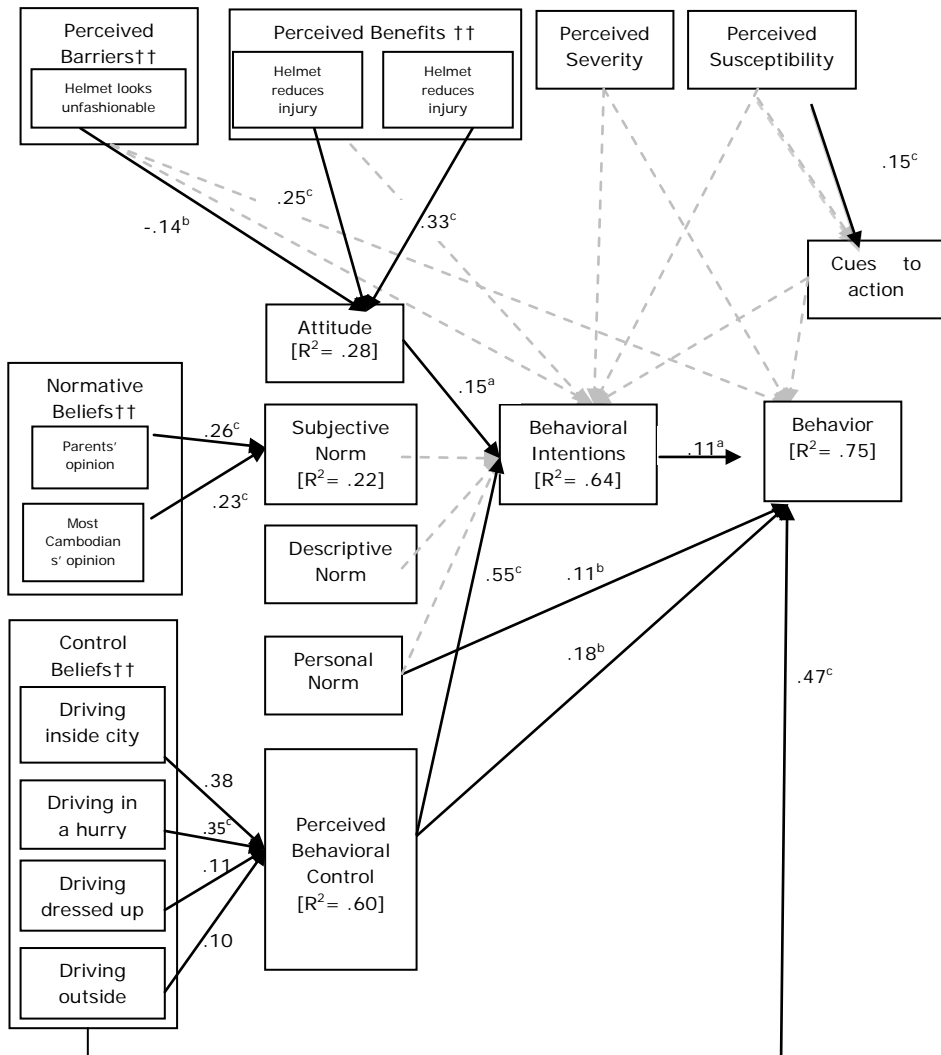 Perceived
Barriers††
Helmet looks
unfashionable
Perceived Benefits ††
Helmet
reduces
injury
Helmet
reduces
injury
Perceived
Severity
Perceived
Susceptibility
.15ᶜ
.25ᶜ
.33ᶜ
-.14ᵇ
Cues to
action
Attitude
[R²= .28]
.15ᵃ
Normative
Beliefs††
Parents'
opinion
Most
Cambodian
s' opinion
.26ᶜ
.23ᶜ
Subjective
Norm
[R²= .22]
Behavioral
Intentions
[R²= .64]
.11ᵃ
Behavior
[R²= .75]
Descriptive
Norm
.55ᶜ
.11ᵇ
Personal
Norm
.18ᵇ
.47ᶜ
Control
Beliefs††
Driving
inside city
Driving in
a hurry
Driving
dressed up
Driving
outside
.38
.35ᶜ
.11
.10
Perceived
Behavioral
Control
[R²= .60]